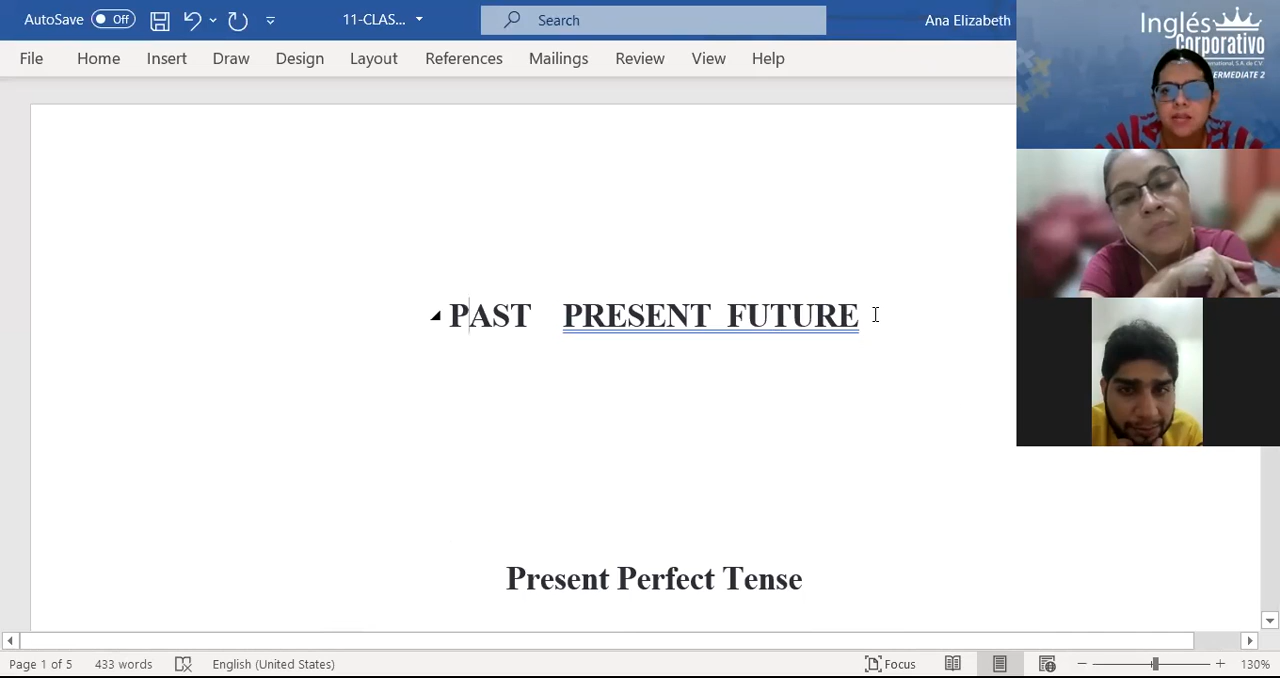 AutoSave Off 11-CLAS... Search Ana Elizabeth
File Home Insert Draw Design Layout References Mailings Review View Help
Inglés
Corporativo
International, S.A. de C.V.
ERMEDIATE 2
PAST PRESENT FUTURE
Present Perfect Tense
Page 1 of 5 433 words English (United States) Focus 130%